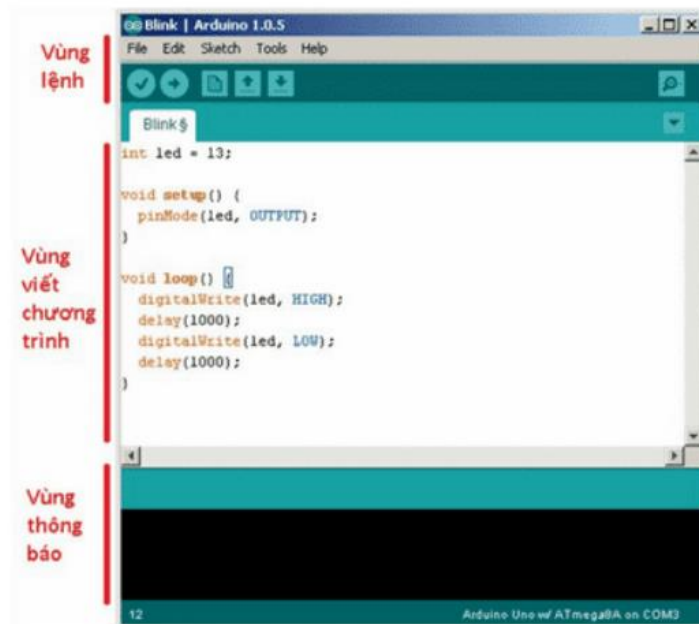 Blink | Arduino 1.0.5
Vùng
lệnh
File Edit Sketch Tools Help
Blink§
int led = 13;
void setup() {
pinMode(led, OUTPUT);
}
Vùng
viết
chương
trình
void loop() {
digitalWrite(led, HIGH);
delay(1000);
digitalWrite(led, LOW);
delay(1000);
}
Vùng
thông
báo
12
Arduino Uno w/ ATmega8A on COM3